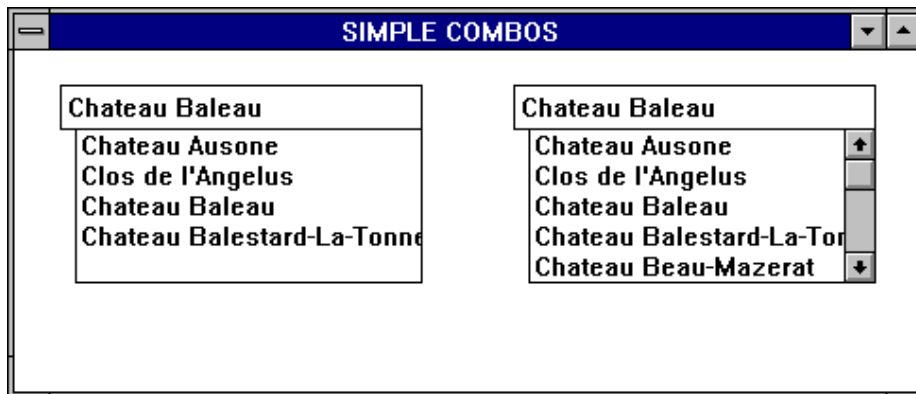 SIMPLE COMBOS
Chateau Baleau
Chateau Ausone
Clos de l'Angelus
Chateau Baleau
Chateau Balestard-La-Tonne
Chateau Baleau
Chateau Ausone
Clos de l'Angelus
Chateau Baleau
Chateau Balestard-La-Ton
Chateau Beau-Mazerat